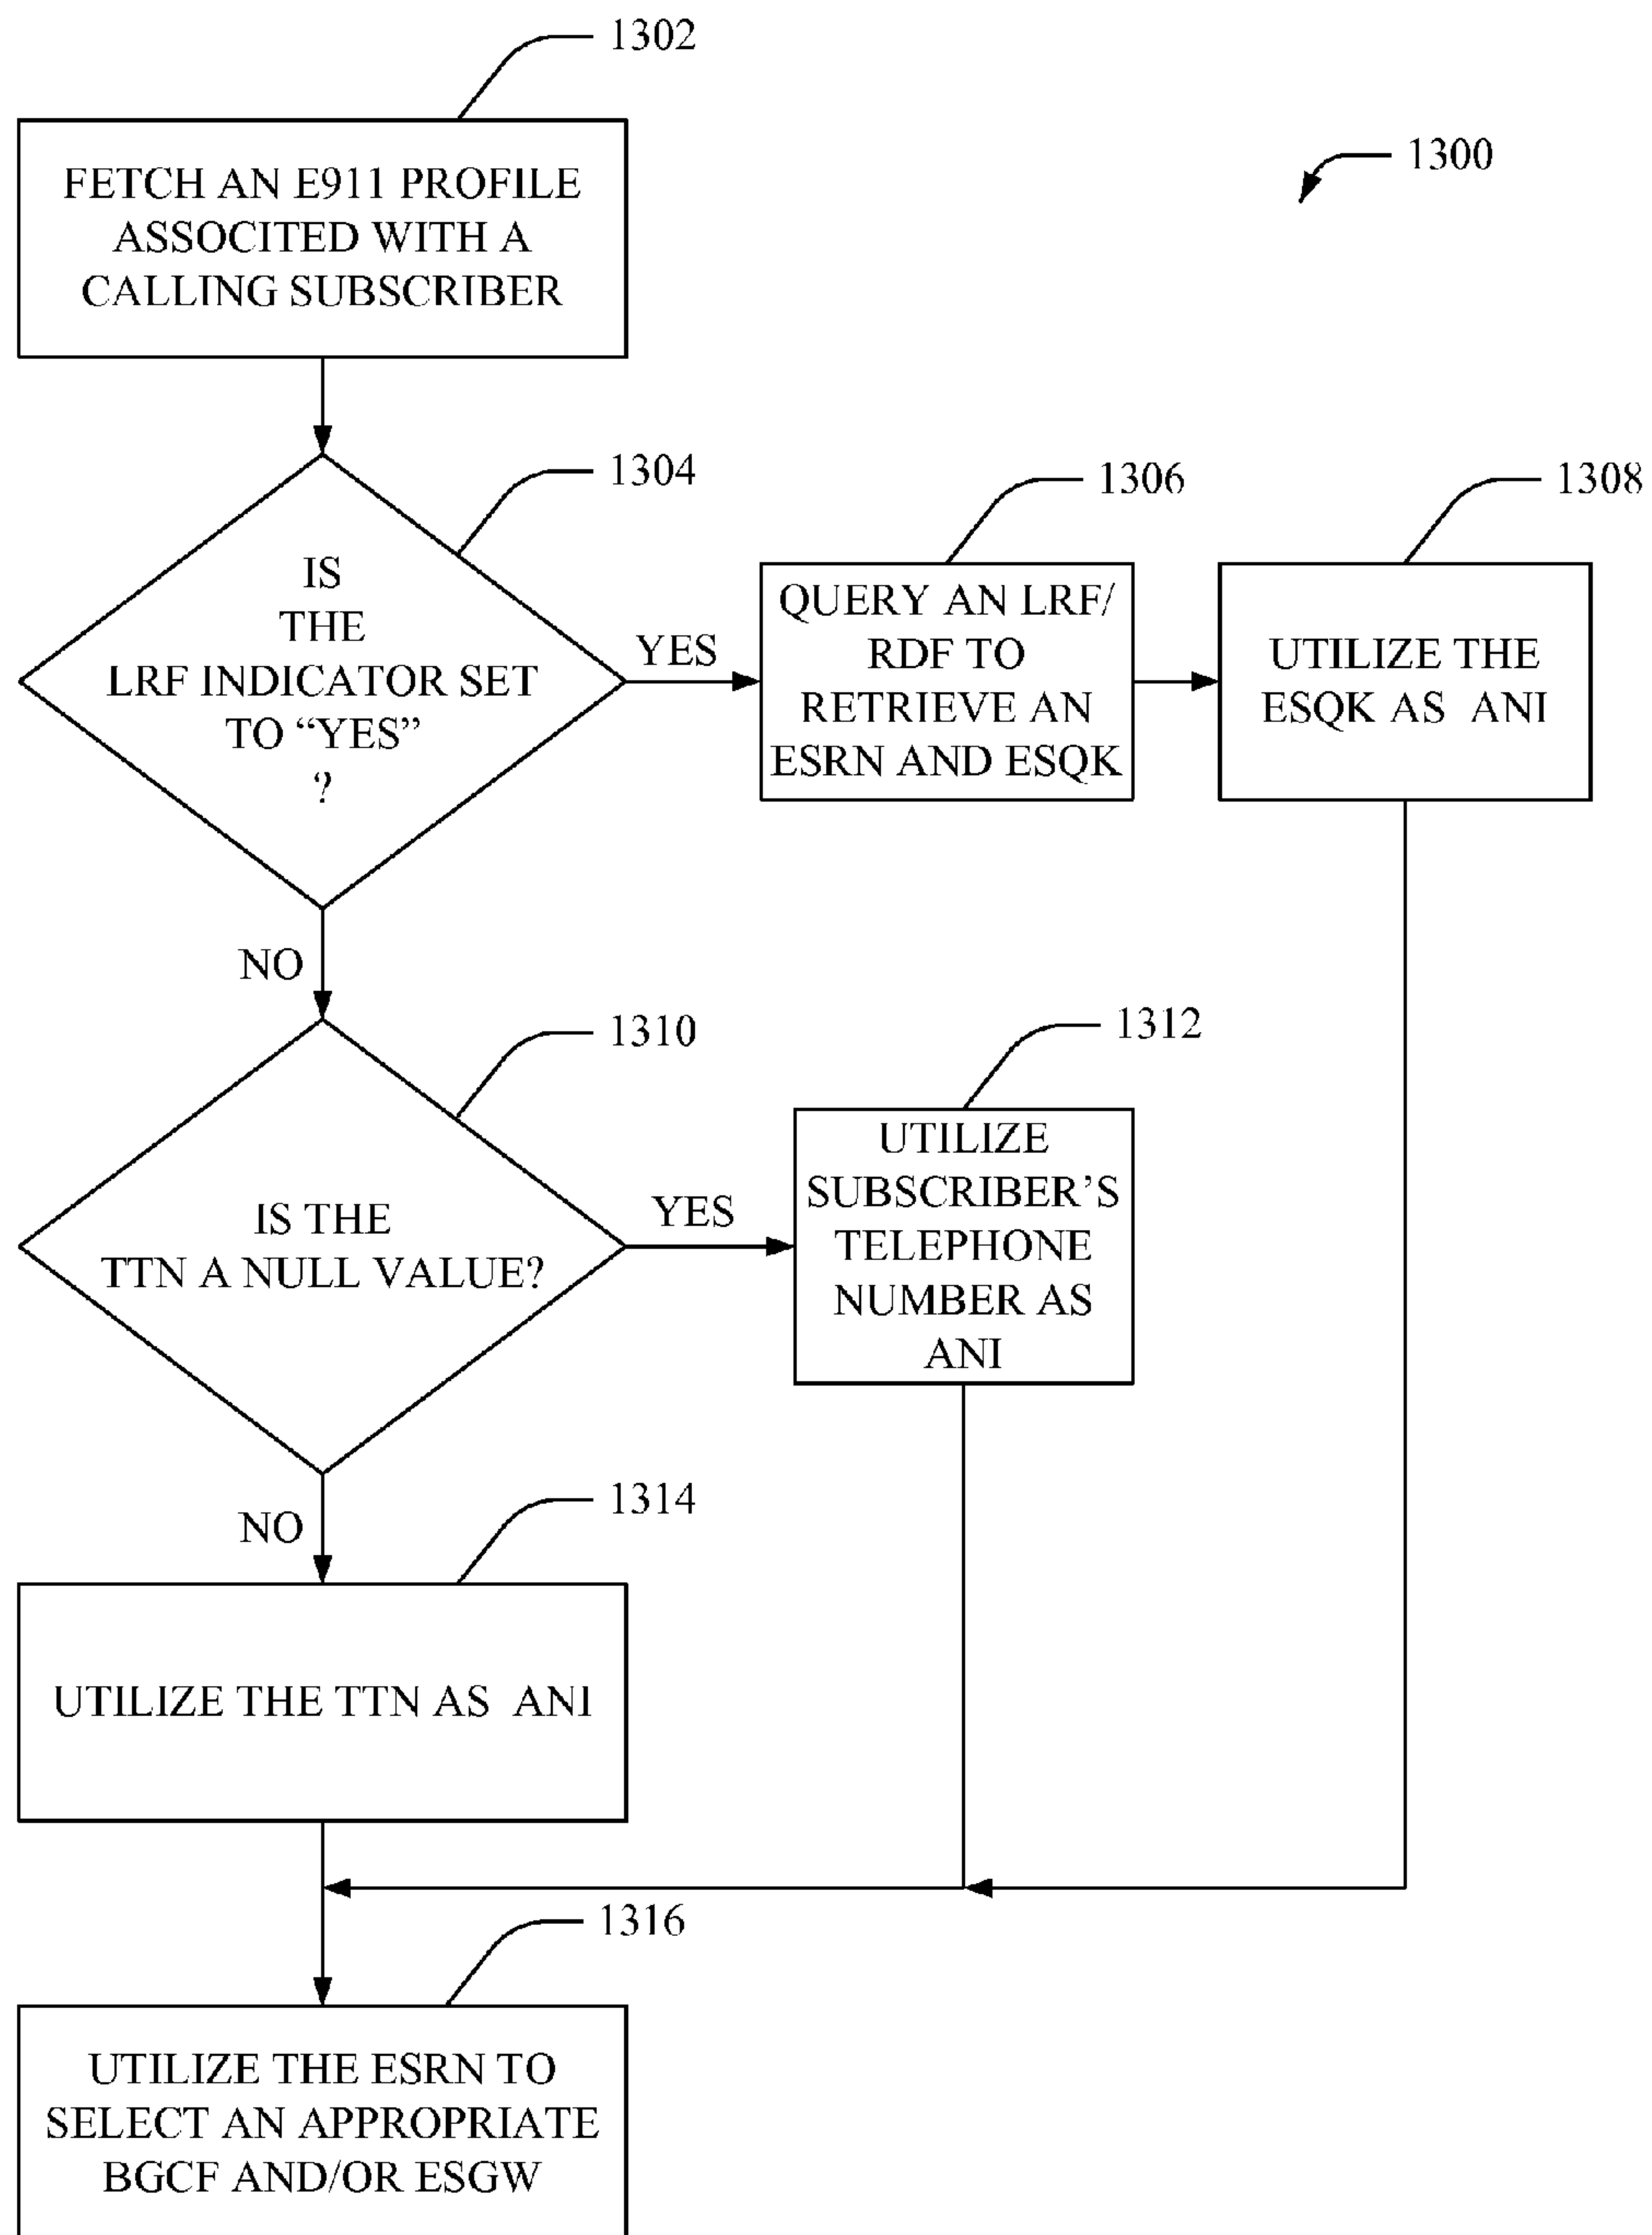 1302
1300
FETCH AN E911 PROFILE
ASSOCITED WITH A
CALLING SUBSCRIBER
1304
IS
THE
LRF INDICATOR SET
TO “YES”
?
YES
1306
QUERY AN LRF/
RDF TO
RETRIEVE AN
ESRN AND ESQK
1308
UTILIZE THE
ESQK AS ANI
NO
1310
IS THE
TTN A NULL VALUE?
YES
1312
UTILIZE
SUBSCRIBER’S
TELEPHONE
NUMBER AS
ANI
NO
1314
UTILIZE THE TTN AS ANI
1316
UTILIZE THE ESRN TO
SELECT AN APPROPRIATE
BGCF AND/OR ESGW